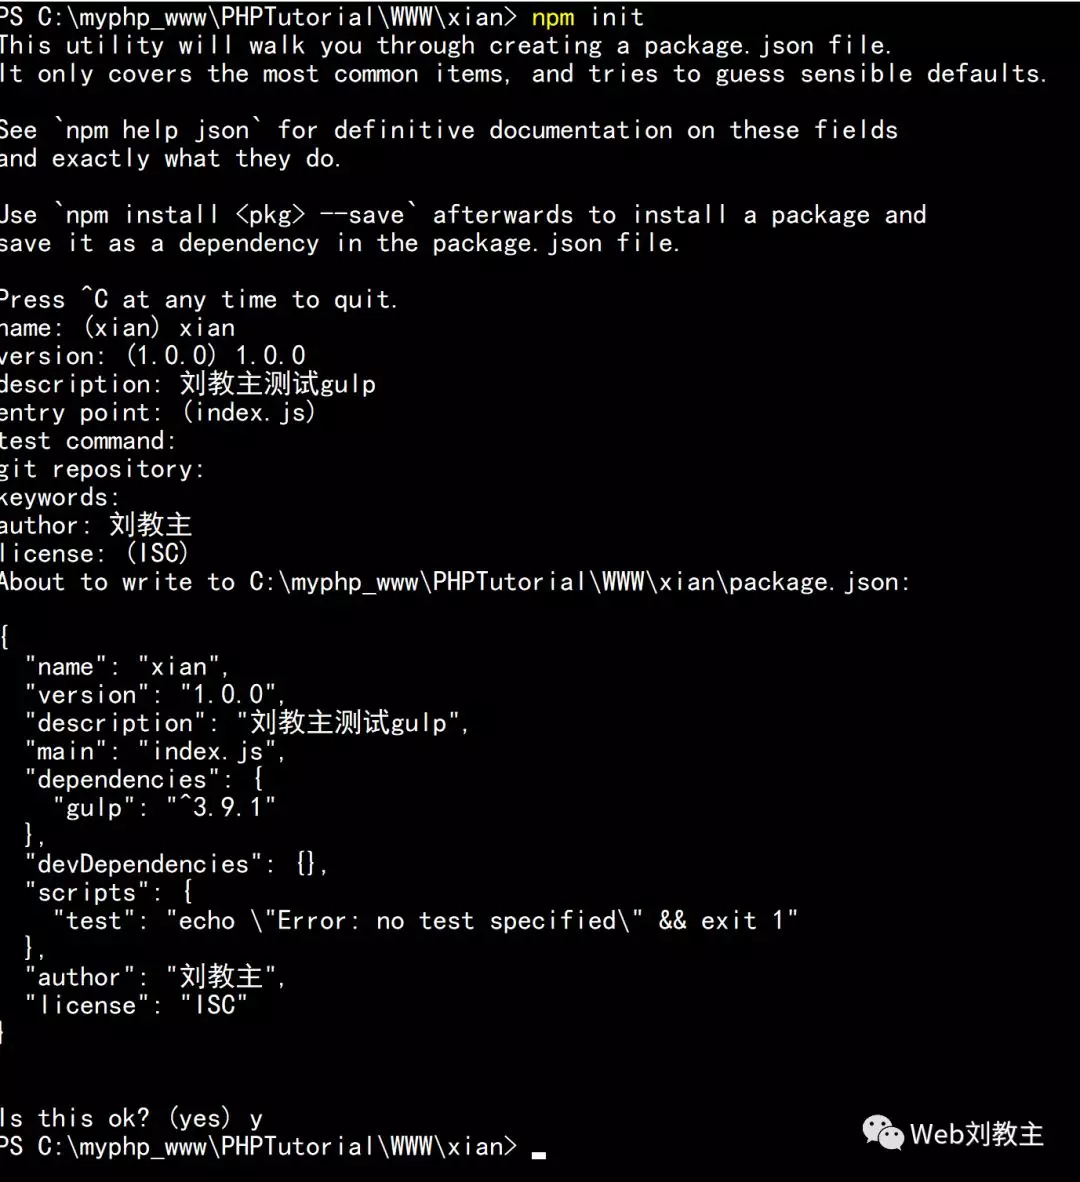 PS C:\myphp_www\PHPTutorial\WWW\xian> npm init
This utility will walk you through creating a package.json file.
It only covers the most common items, and tries to guess sensible defaults.
See `npm help json` for definitive documentation on these fields
and exactly what they do.
Use `npm install <pkg> --save` afterwards to install a package and
save it as a dependency in the package.json file.
Press ^C at any time to quit.
name: (xian) xian
version: (1.0.0) 1.0.0
description: 刘教主测试gulp
entry point: (index.js)
test command:
git repository:
keywords:
author: 刘教主
license: (ISC)
About to write to C:\myphp_www\PHPTutorial\WWW\xian\package.json:
{
  "name": "xian",
  "version": "1.0.0",
  "description": "刘教主测试gulp",
  "main": "index.js",
  "dependencies": {
    "gulp": "^3.9.1"
  },
  "devDependencies": {},
  "scripts": {
    "test": "echo \"Error: no test specified\" && exit 1"
  },
  "author": "刘教主",
  "license": "ISC"
}
Is this ok? (yes) y
PS C:\myphp_www\PHPTutorial\WWW\xian>
Web刘教主